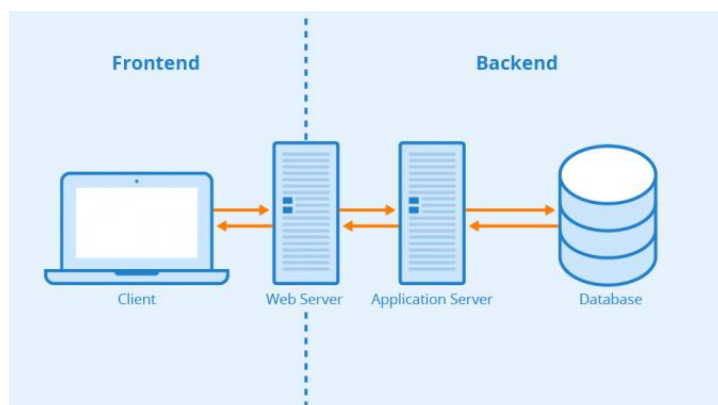 Frontend
Backend
Client
Web Server
Application Server
Database